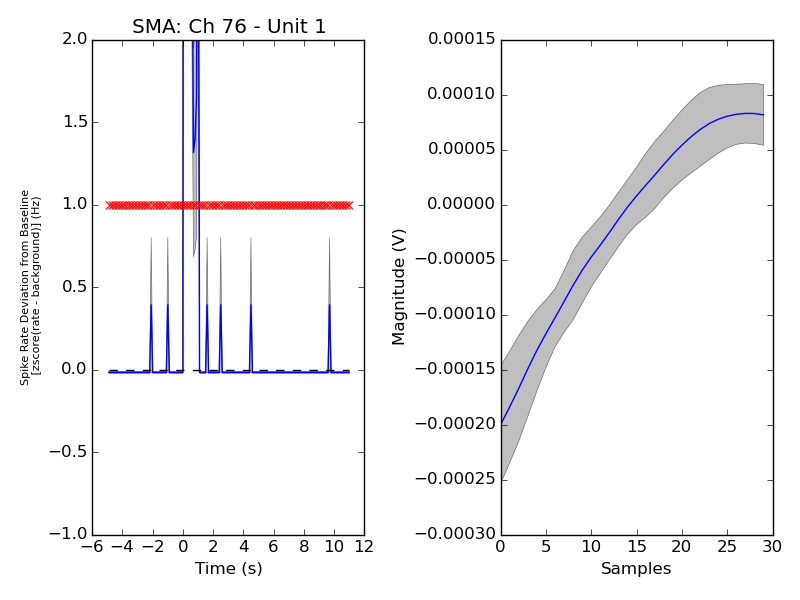 SMA: Ch 76 - Unit 1
2.0
1.5
1.0
0.5
0.0
−0.5
−1.0
−6 −4 −2 0 2 4 6 8 10 12
Time (s)
Spike Rate Deviation from Baseline
[zscore(rate - background)] (Hz)
0.00015
0.00010
0.00005
0.00000
−0.00005
−0.00010
−0.00015
−0.00020
−0.00025
−0.00030
0 5 10 15 20 25 30
Samples
Magnitude (V)